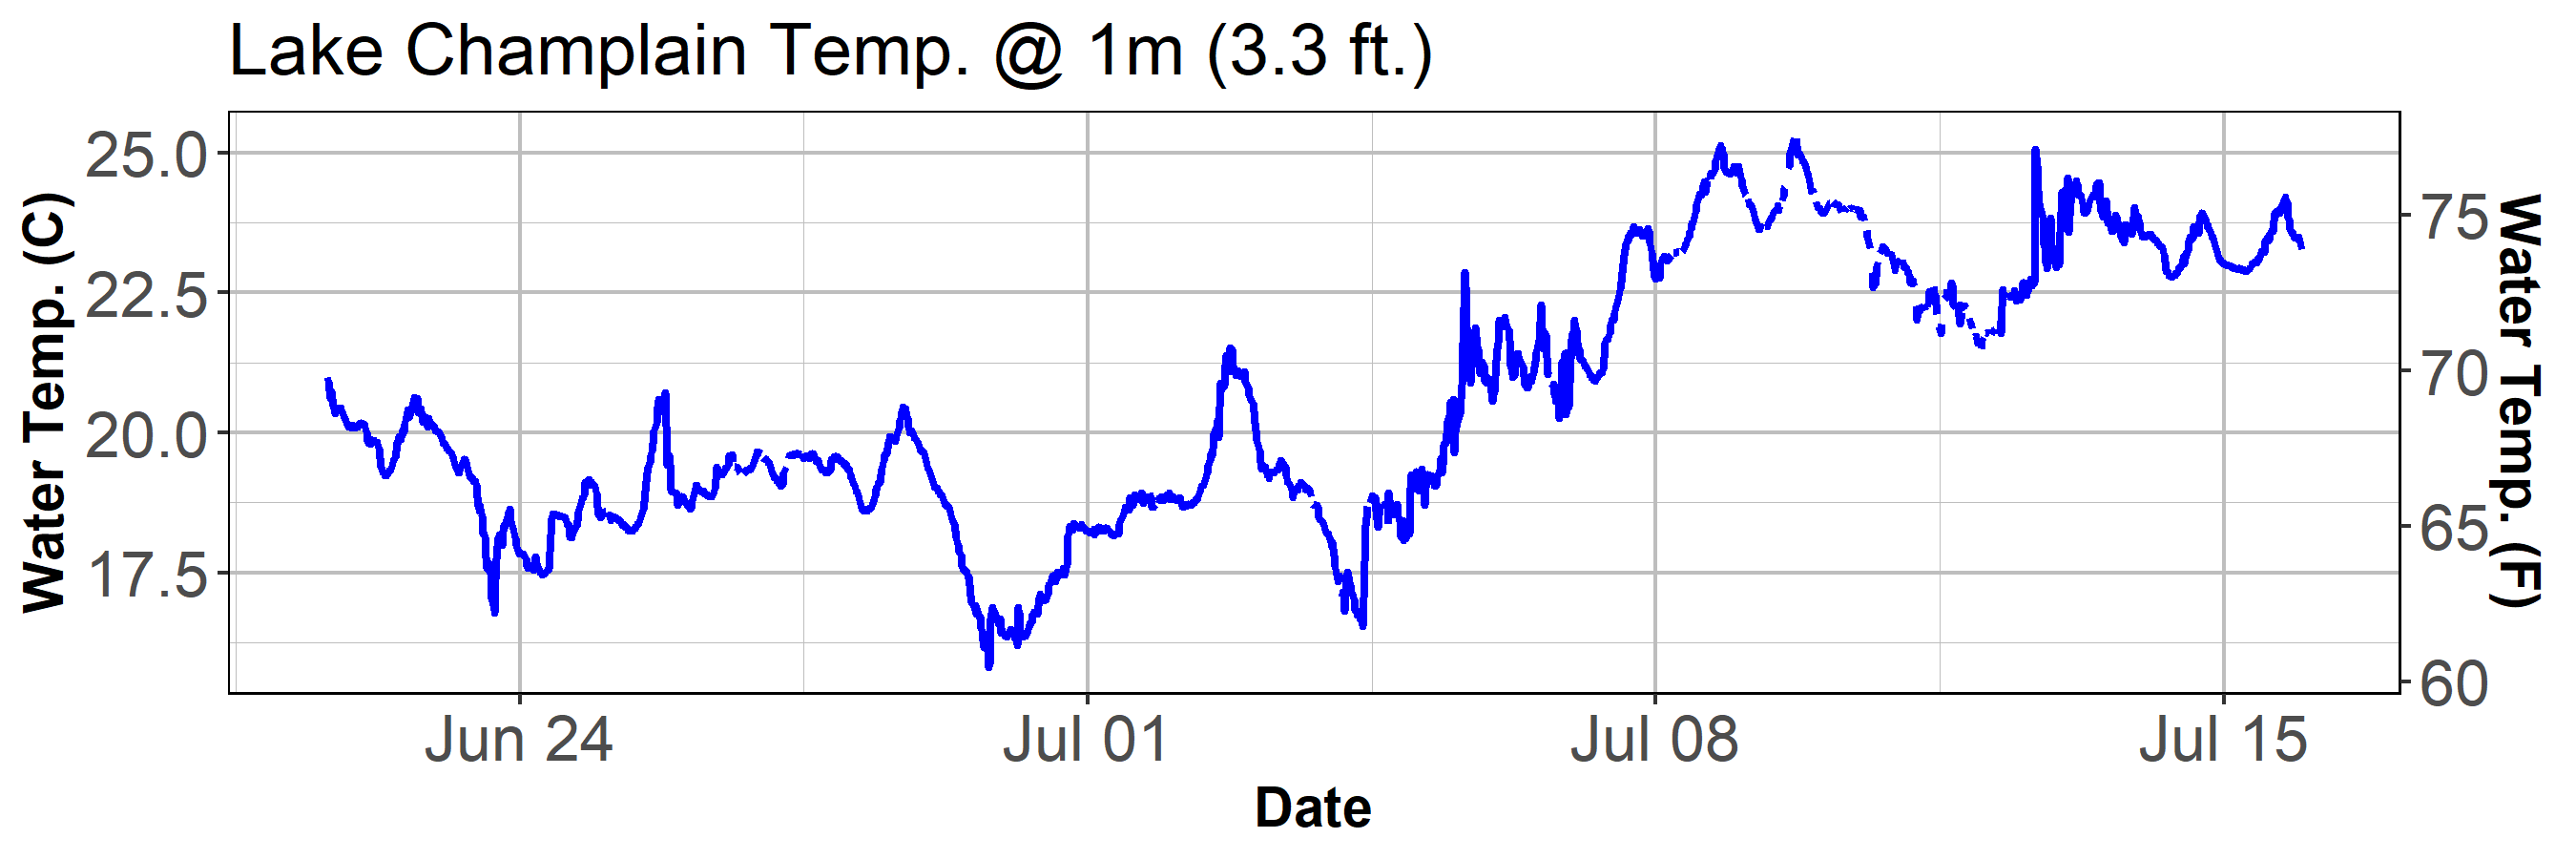 Lake Champlain Temp. @ 1m (3.3 ft.)
Water Temp. (C)
25.0
22.5
20.0
17.5
75
70
65
60
Water Temp. (F)
Jun 24
Jul 01
Jul 08
Jul 15
Date